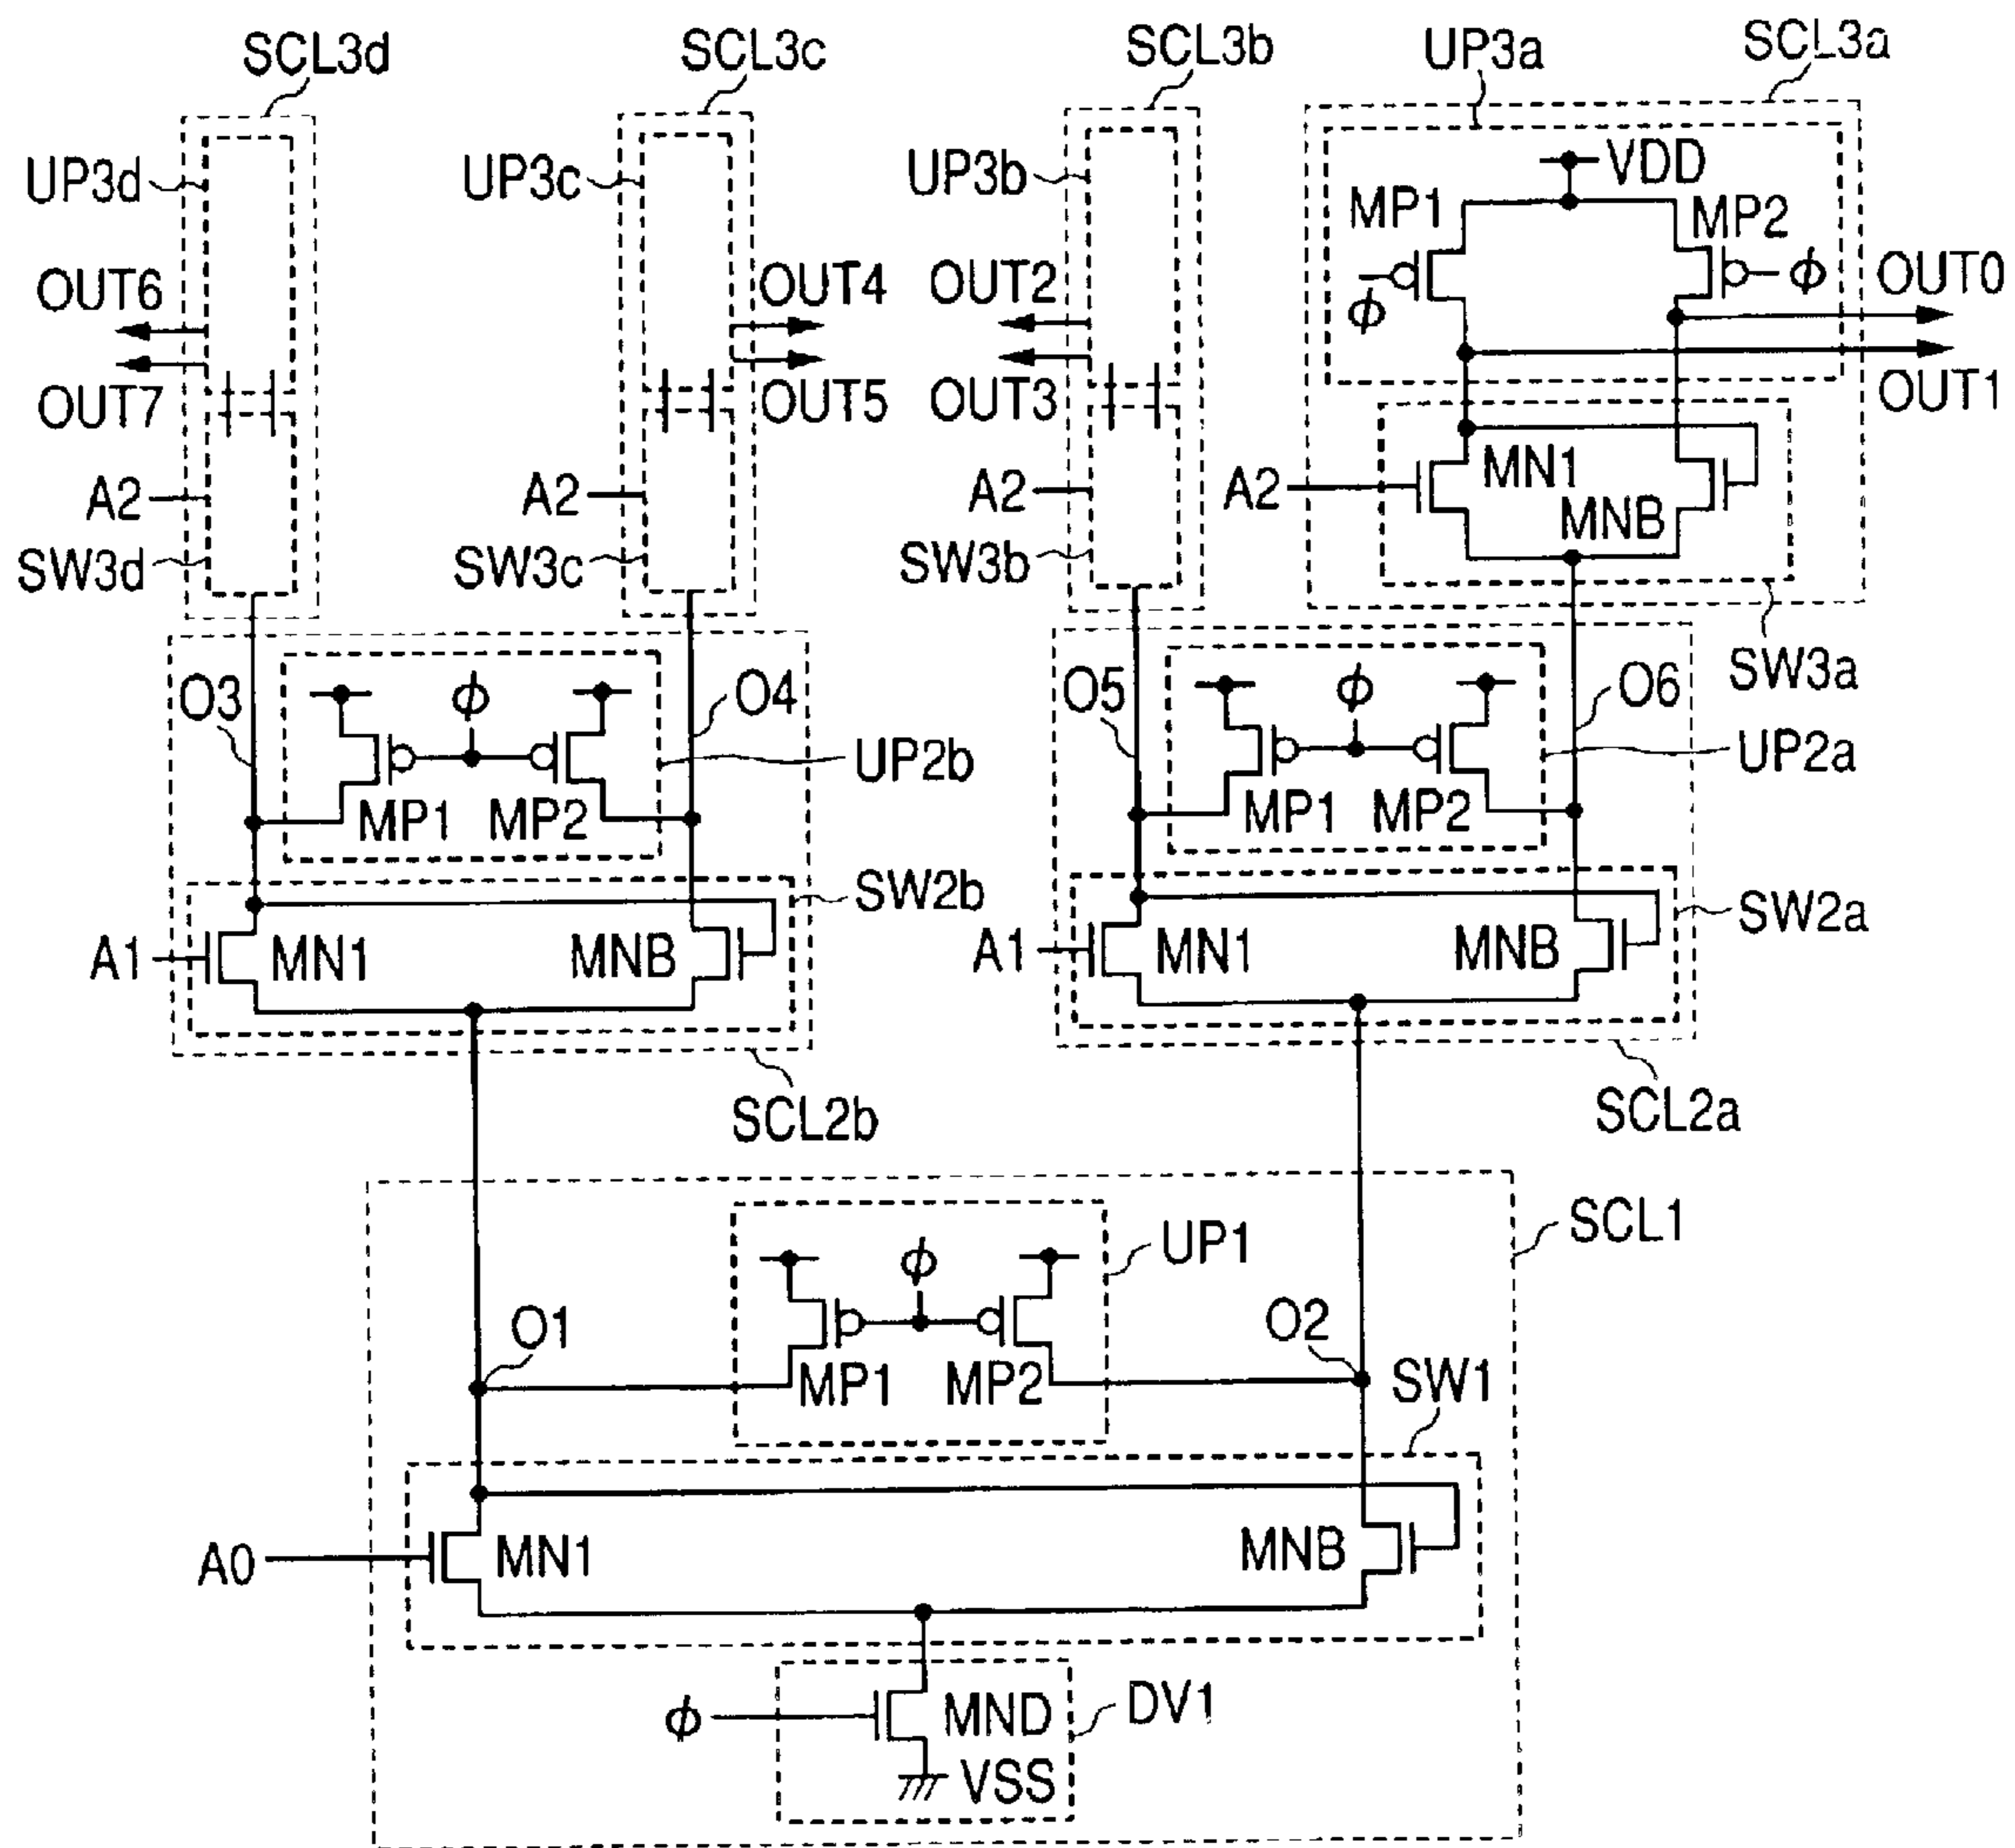 SCL3d SCL3c SCL3b UP3a SCL3a
UP3d UP3c UP3b VDD
MP1 MP2
OUT6 OUT4 OUT2 ϕ ϕ OUT0
OUT7 OUT5 OUT3 OUT1
A2 A2 A2 A2 MN1
MNB
SW3d SW3c SW3b
SW3a
O3 ϕ O4 O5 ϕ O6
UP2b UP2a
MP1 MP2 MP1 MP2
SW2b SW2a
A1 MN1 MNB A1 MN1 MNB
SCL2b SCL2a
SCL1
UP1
ϕ
O1 O2
MP1 MP2 SW1
A0 MN1 MNB
ϕ MND DV1
VSS